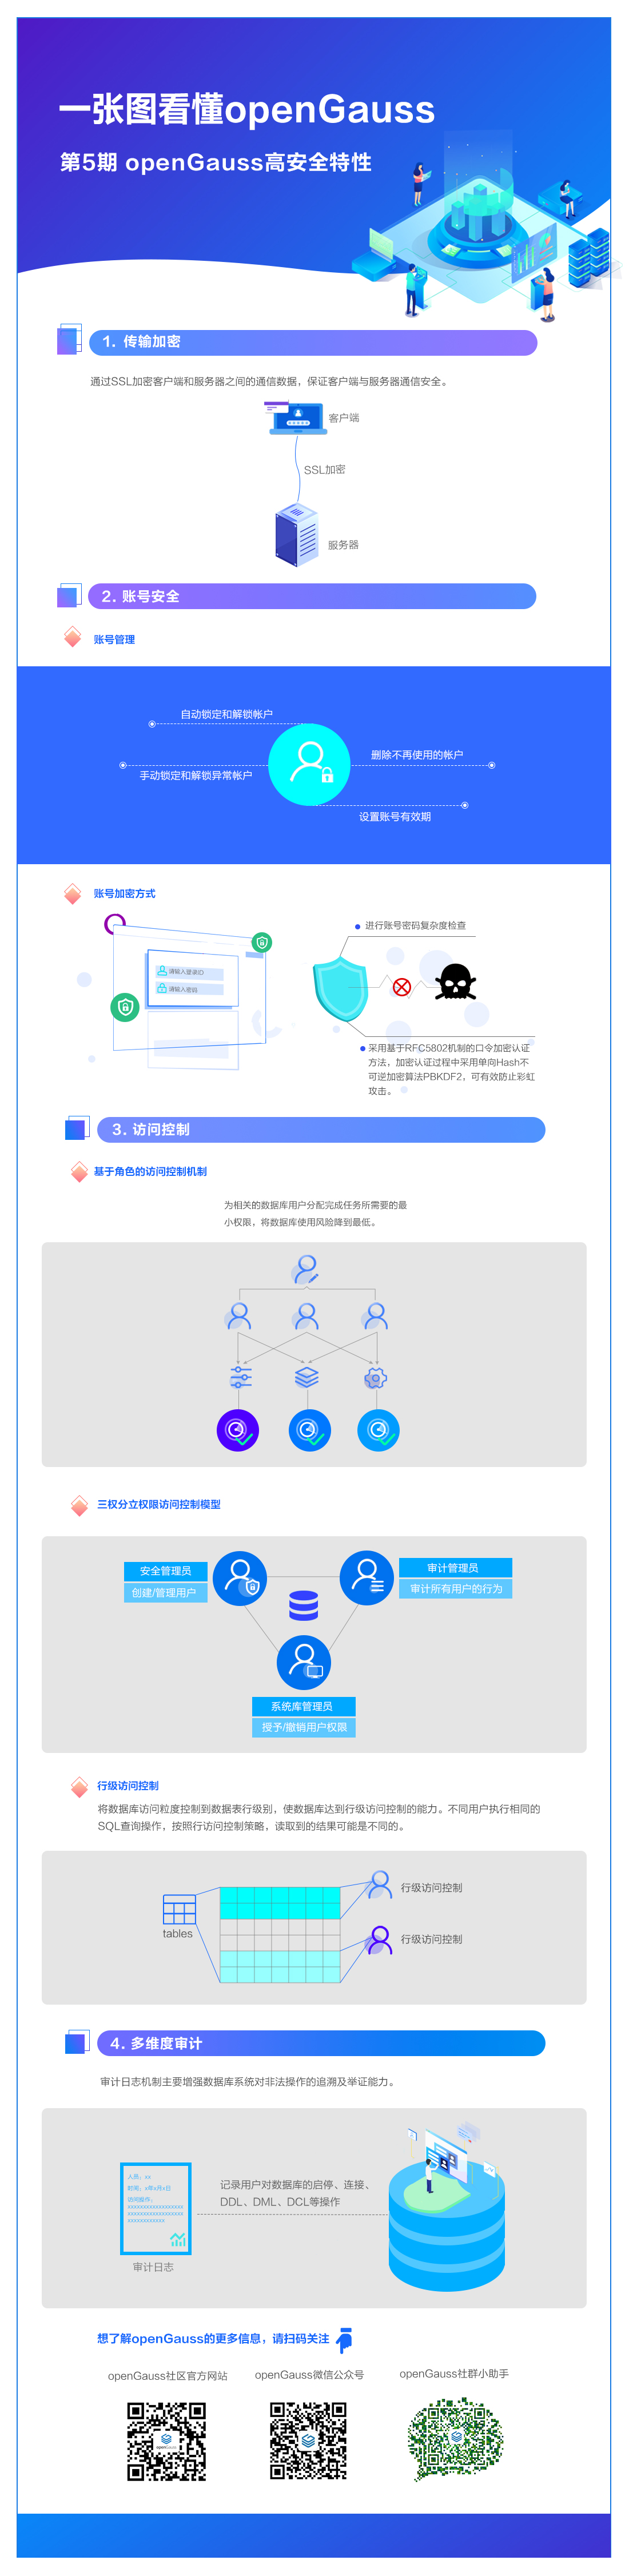 一张图看懂openGauss
第5期 openGauss高安全特性
1. 传输加密
通过SSL加密客户端和服务器之间的通信数据，保证客户端与服务器通信安全。
客户端
SSL加密
服务器
2. 账号安全
账号管理
自动锁定和解锁帐户
删除不再使用的帐户
手动锁定和解锁异常帐户
设置账号有效期
账号加密方式
请输入登录ID
请输入密码
进行账号密码复杂度检查
采用基于RFC5802机制的口令加密认证
方法，加密认证过程中采用单向Hash不
可逆加密算法PBKDF2，可有效防止彩虹
攻击。
3. 访问控制
基于角色的访问控制机制
为相关的数据库用户分配完成任务所需要的最
小权限，将数据库使用风险降到最低。
三权分立权限访问控制模型
安全管理员
创建/管理用户
审计管理员
审计所有用户的行为
系统库管理员
授予/撤销用户权限
行级访问控制
将数据库访问粒度控制到数据表行级别，使数据库达到行级访问控制的能力。不同用户执行相同的
SQL查询操作，按照行访问控制策略，读取到的结果可能是不同的。
tables
行级访问控制
行级访问控制
4. 多维度审计
审计日志机制主要增强数据库系统对非法操作的追溯及举证能力。
人员：xx
时间：x年x月x日
访问操作：
xxxxxxxxxxxxxxxxxx
xxxxxxxxxxxxxxxxxx
xxxxxxxxxxxx
审计日志
记录用户对数据库的启停、连接、
DDL、DML、DCL等操作
想了解openGauss的更多信息，请扫码关注
openGauss社区官方网站
openGauss微信公众号
openGauss社群小助手
openGauss